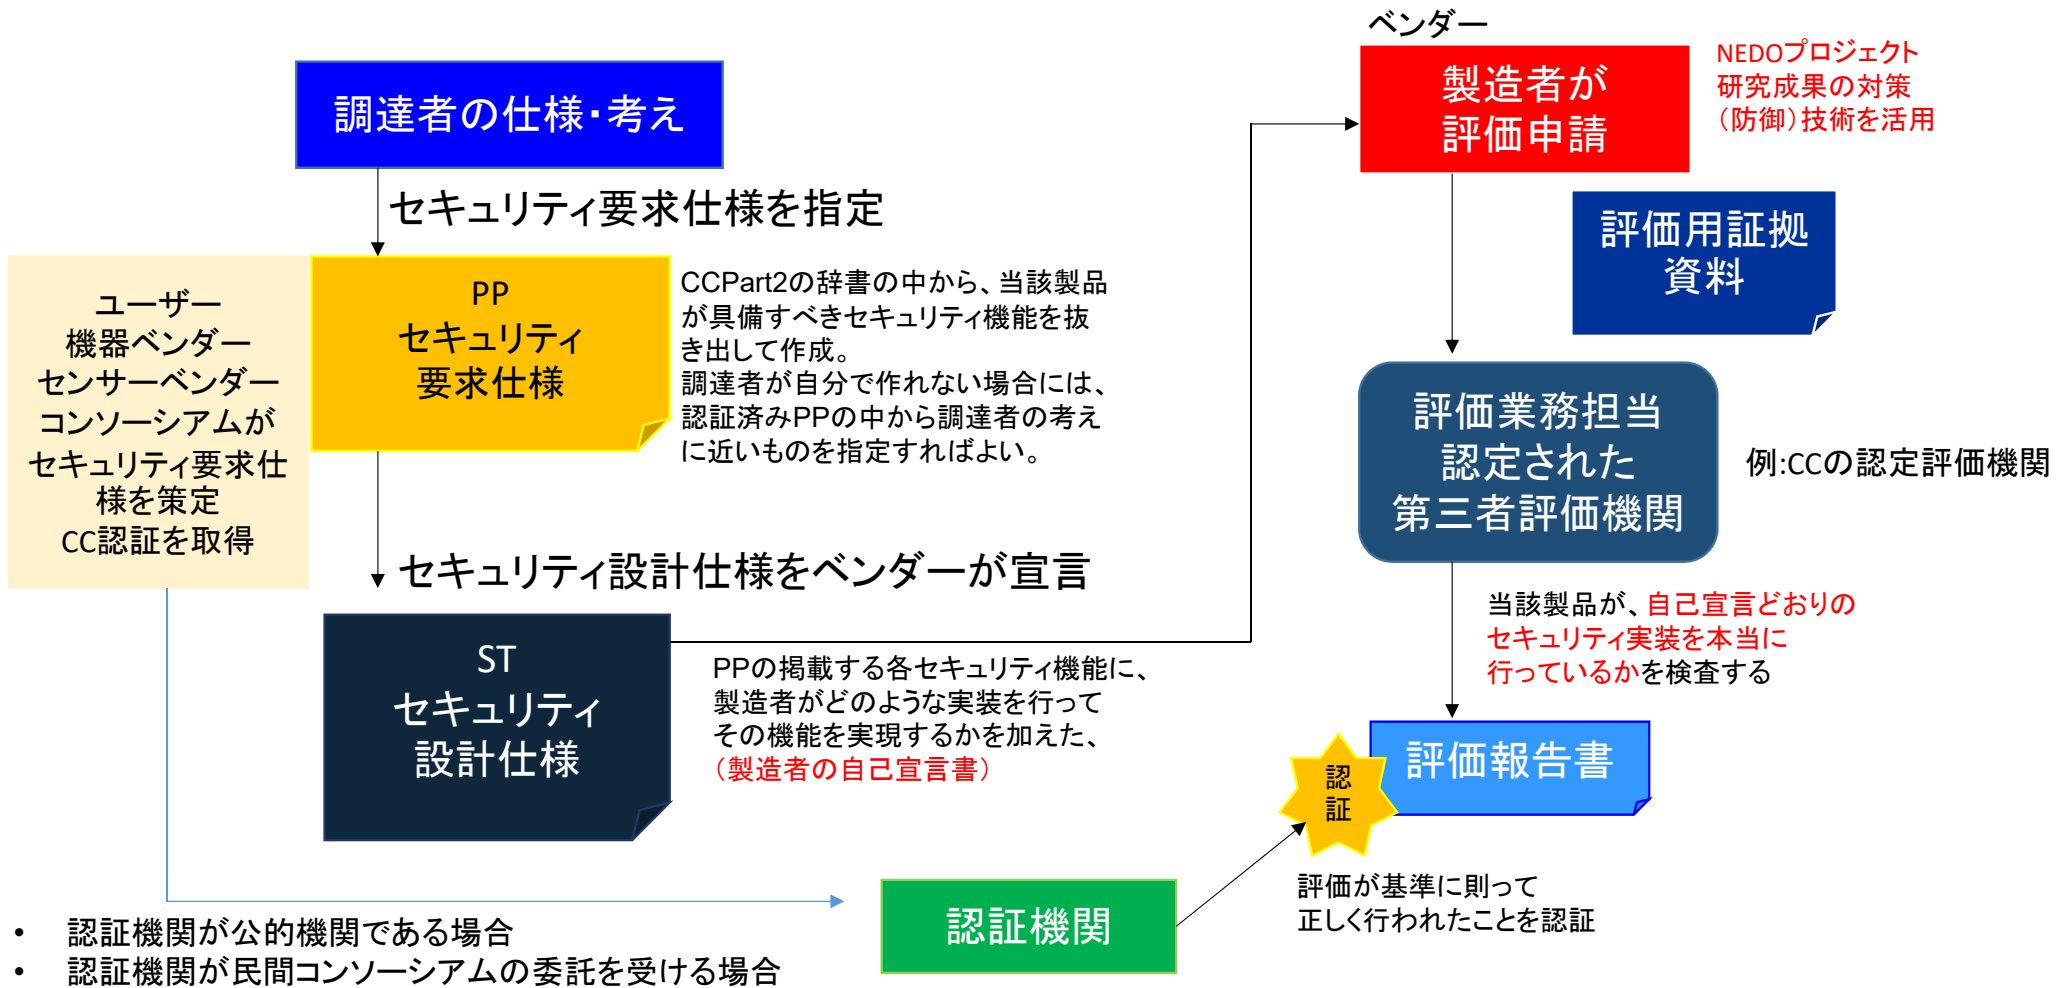 調達者の仕様・考え
セキュリティ要求仕様を指定
ユーザー
機器ベンダー
センサーベンダー
コンソーシアムが
セキュリティ要求仕
様を策定
CC認証を取得
PP
セキュリティ
要求仕様
CCPart2の辞書の中から、当該製品
が具備すべきセキュリティ機能を抜
き出して作成。
調達者が自分で作れない場合には、
認証済みPPの中から調達者の考え
に近いものを指定すればよい。
セキュリティ設計仕様をベンダーが宣言
ST
セキュリティ
設計仕様
PPの掲載する各セキュリティ機能に、
製造者がどのような実装を行って
その機能を実現するかを加えた、
（製造者の自己宣言書）
ベンダー
製造者が
評価申請
NEDOプロジェクト
研究成果の対策
（防御）技術を活用
評価用証拠
資料
評価業務担当
認定された
第三者評価機関
例:CCの認定評価機関
当該製品が、自己宣言どおりの
セキュリティ実装を本当に
行っているかを検査する
評価報告書
認
証
評価が基準に則って
正しく行われたことを認証
認証機関
• 認証機関が公的機関である場合
• 認証機関が民間コンソーシアムの委託を受ける場合